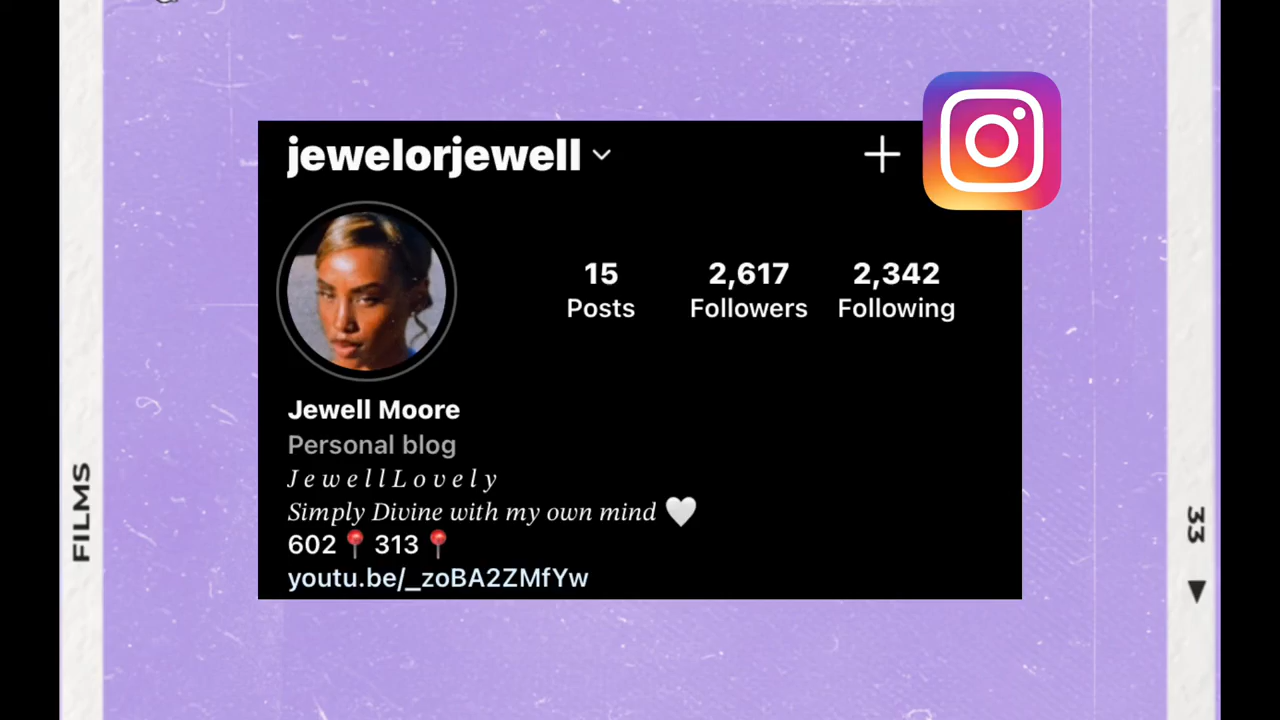 jewelorjewell
15 2,617 2,342
Posts Followers Following
Jewell Moore
Personal blog
J e w e l l L o v e l y
Simply Divine with my own mind 🤍
602📍313📍
youtu.be/_zoBA2ZMfYw
FILMS
33